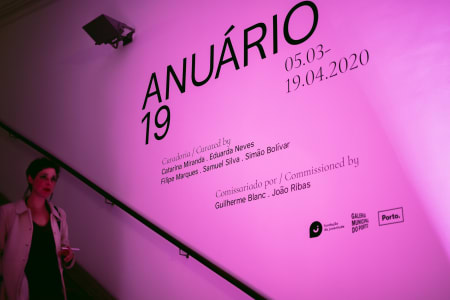 ANUÁRIO
19
05.03–
19.04.2020
Curadoria / Curated by
Catarina Miranda . Eduarda Neves
Filipe Marques . Samuel Silva . Simão Bolívar
Comissariado por / Commissioned by
Guilherme Blanc . João Ribas
GALERIA
MUNICIPAL
DO PORTO
Porto.